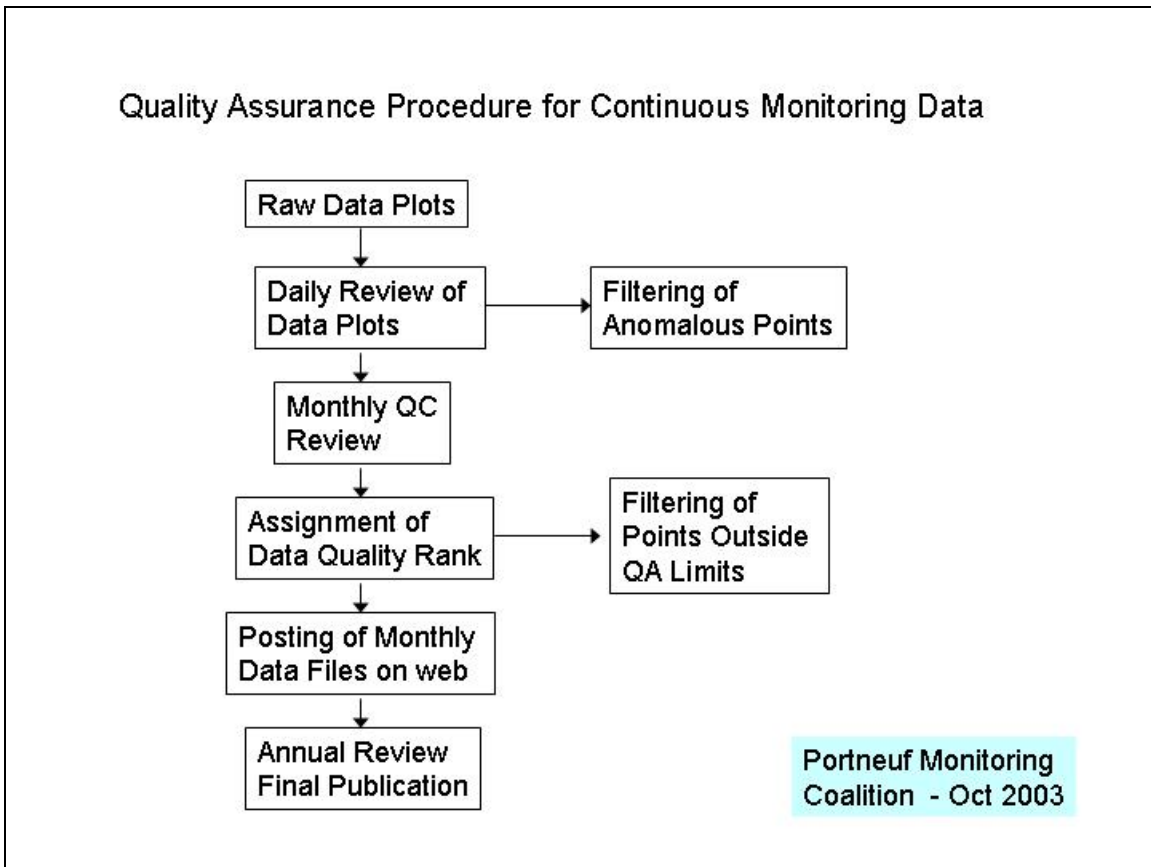 Quality Assurance Procedure for Continuous Monitoring Data
Raw Data Plots
Daily Review of
Data Plots
Filtering of
Anomalous Points
Monthly QC
Review
Assignment of
Data Quality Rank
Filtering of
Points Outside
QA Limits
Posting of Monthly
Data Files on web
Annual Review
Final Publication
Portneuf Monitoring
Coalition - Oct 2003